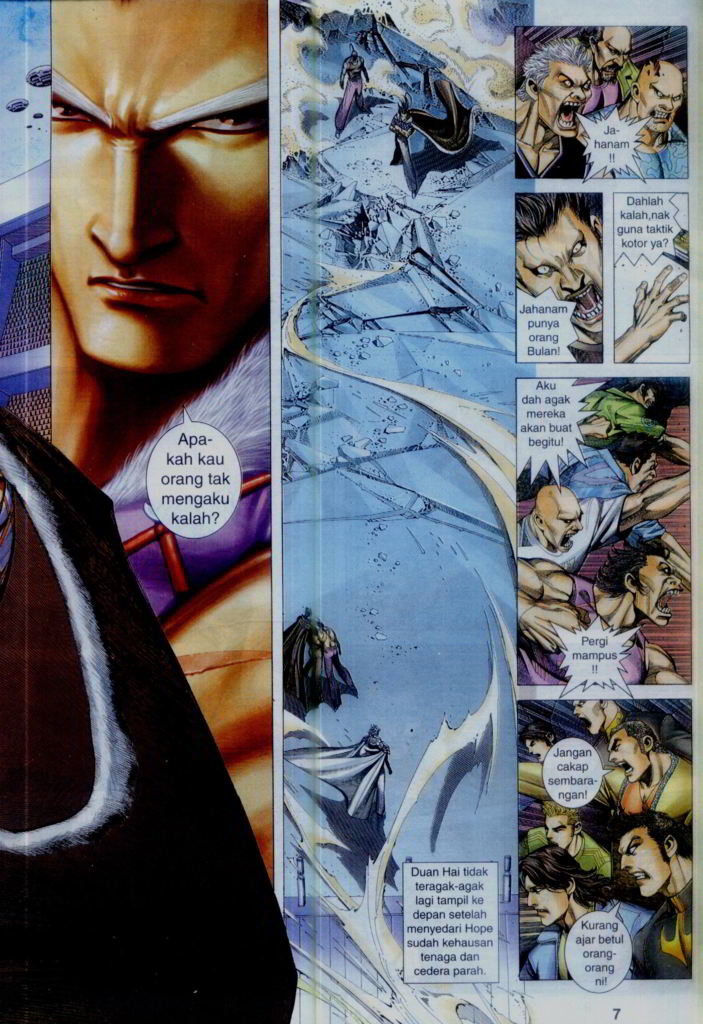 Apa-
kah kau
orang tak
mengaku
kalah?
Duan Hai tidak
teragak-agak
lagi tampil ke
depan setelah
menyedari Hope
sudah kehausan
tenaga dan
cedera parah.
Ja-
hanam
!!
Jahanam
punya
orang
Bulan!
Dahlah
kalah,nak
guna taktik
kotor ya?
Aku
dah agak
mereka
akan buat
begitu!
Pergi
mampus
!!
Jangan
cakap
sembara-
ngan!
Kurang
ajar betul
orang-
orang
ni!
7